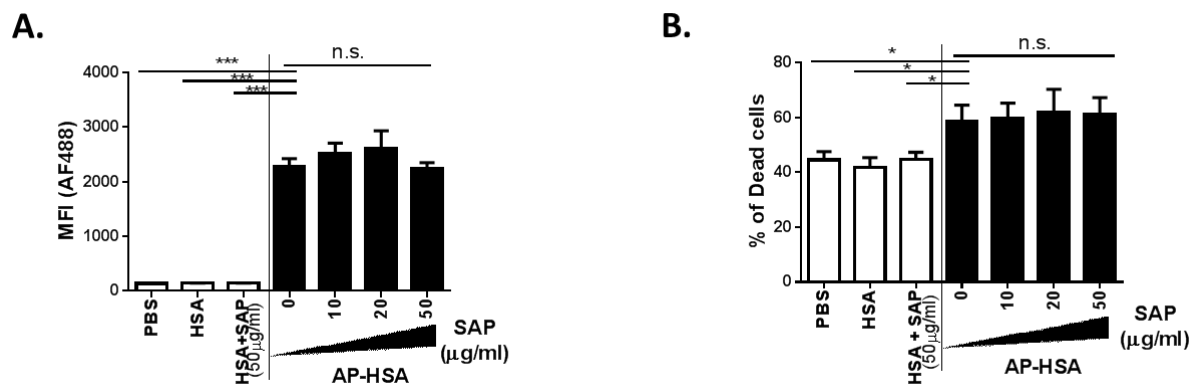 A.
***
***
***
n.s.
MFI (AF488)
4000
3000
2000
1000
0
PBS
HSA
HSA+SAP
(50µg/ml)
0
10
20
50
SAP
(µg/ml)
AP-HSA
B.
*
*
*
n.s.
% of Dead cells
80
60
40
20
0
PBS
HSA
HSA + SAP
(50µg/ml)
0
10
20
50
SAP
(µg/ml)
AP-HSA